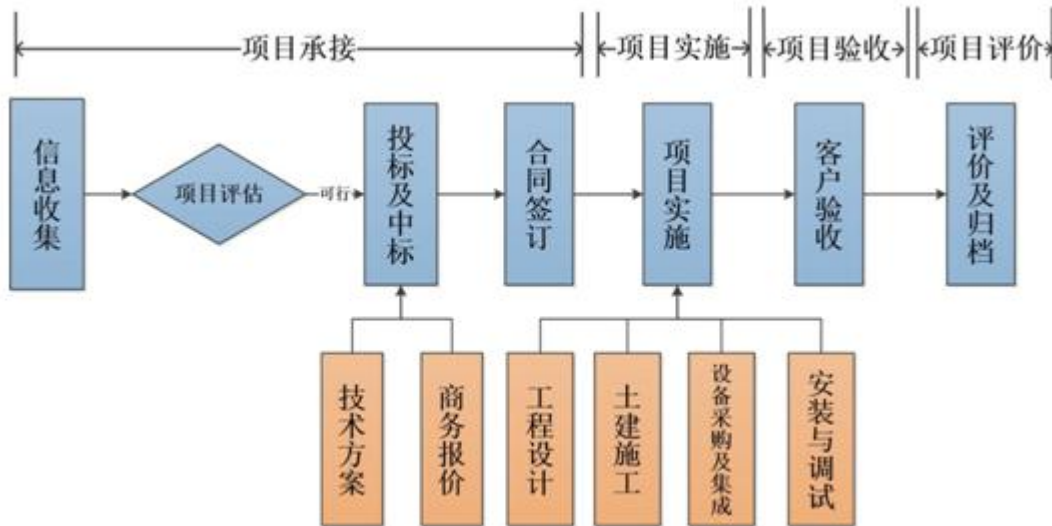 项目承接
项目实施
项目验收
项目评价
信息收集
项目评估
可行
投标及中标
合同签订
项目实施
客户验收
评价及归档
技术方案
商务报价
工程设计
土建施工
设备采购及集成
安装与调试